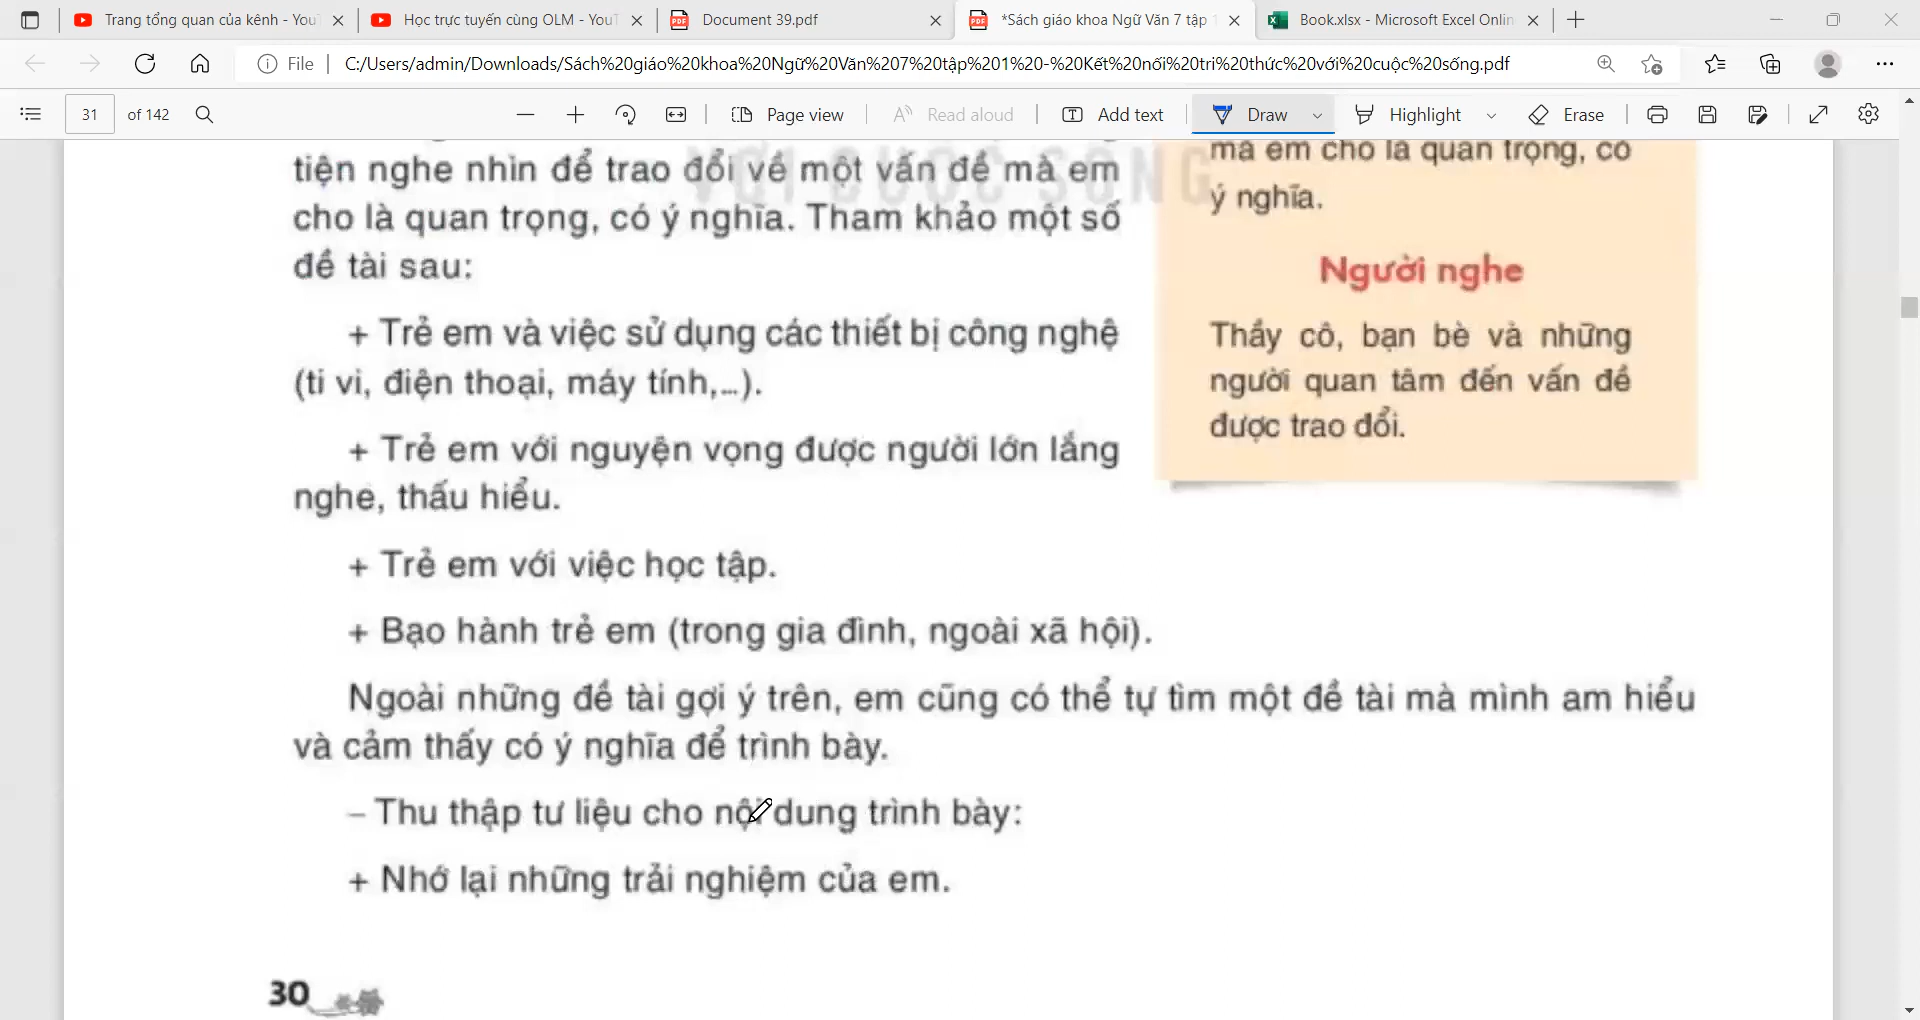 Trang tổng quan của kênh - You
Học trực tuyến cùng OLM - YouT
Document 39.pdf
*Sách giáo khoa Ngữ Văn 7 tập 1
Book.xlsx - Microsoft Excel Onlin
File
C:/Users/admin/Downloads/Sách%20giáo%20khoa%20Ngữ%20Văn%207%20tập%201%20-%20Kết%20nối%20tri%20thức%20với%20cuộc%20sống.pdf
31 of 142
Page view
Read aloud
Add text
Draw
Highlight
Erase
VỚI CUỘC SỐNG
tiện nghe nhìn để trao đổi về một vấn đề mà em
cho là quan trọng, có ý nghĩa. Tham khảo một số
đề tài sau:
+ Trẻ em và việc sử dụng các thiết bị công nghệ
(ti vi, điện thoại, máy tính,...).
+ Trẻ em với nguyện vọng được người lớn lắng
nghe, thấu hiểu.
+ Trẻ em với việc học tập.
+ Bạo hành trẻ em (trong gia đình, ngoài xã hội).
Ngoài những đề tài gợi ý trên, em cũng có thể tự tìm một đề tài mà mình am hiểu
và cảm thấy có ý nghĩa để trình bày.
– Thu thập tư liệu cho nội dung trình bày:
+ Nhớ lại những trải nghiệm của em.
mà em cho là quan trọng, có
ý nghĩa.
Người nghe
Thầy cô, bạn bè và những
người quan tâm đến vấn đề
được trao đổi.
30